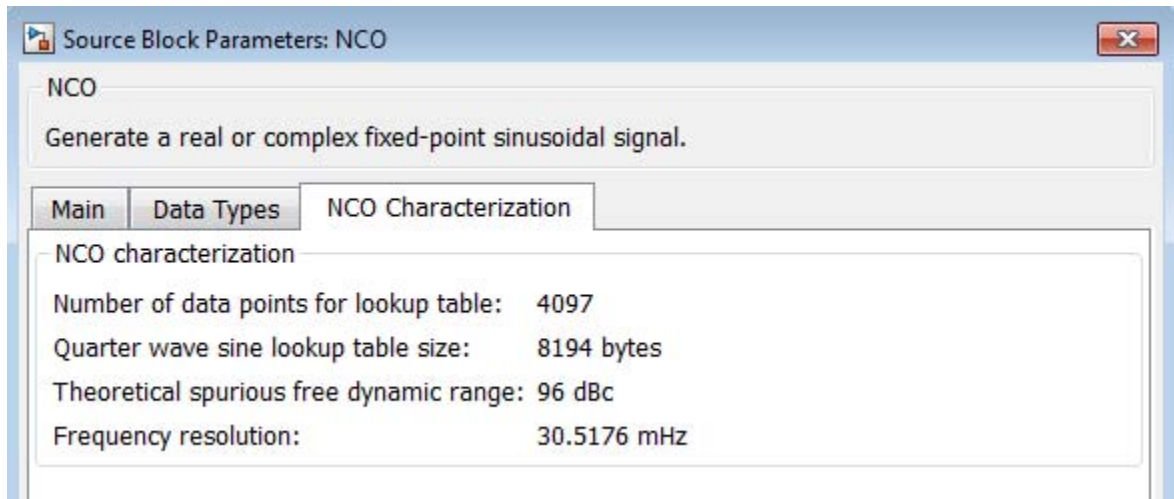 Source Block Parameters: NCO
NCO
Generate a real or complex fixed-point sinusoidal signal.
Main Data Types NCO Characterization
NCO characterization
Number of data points for lookup table: 4097
Quarter wave sine lookup table size: 8194 bytes
Theoretical spurious free dynamic range: 96 dBc
Frequency resolution: 30.5176 mHz